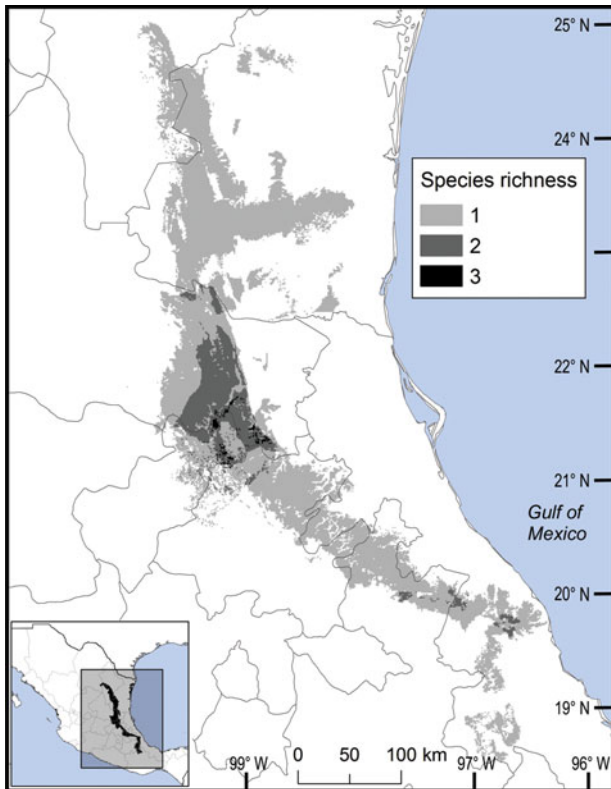 25° N
24° N
Species richness
1
2
3
22° N
21° N
Gulf of
Mexico
20° N
19° N
99° W
0 50 100 km
97° W
96° W